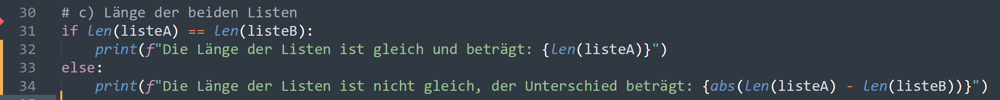 30 # c) Länge der beiden Listen
31 if len(listeA) == len(listeB):
32     print(f"Die Länge der Listen ist gleich und beträgt: {len(listeA)}")
33 else:
34     print(f"Die Länge der Listen ist nicht gleich, der Unterschied beträgt: {abs(len(listeA) - len(listeB))}")